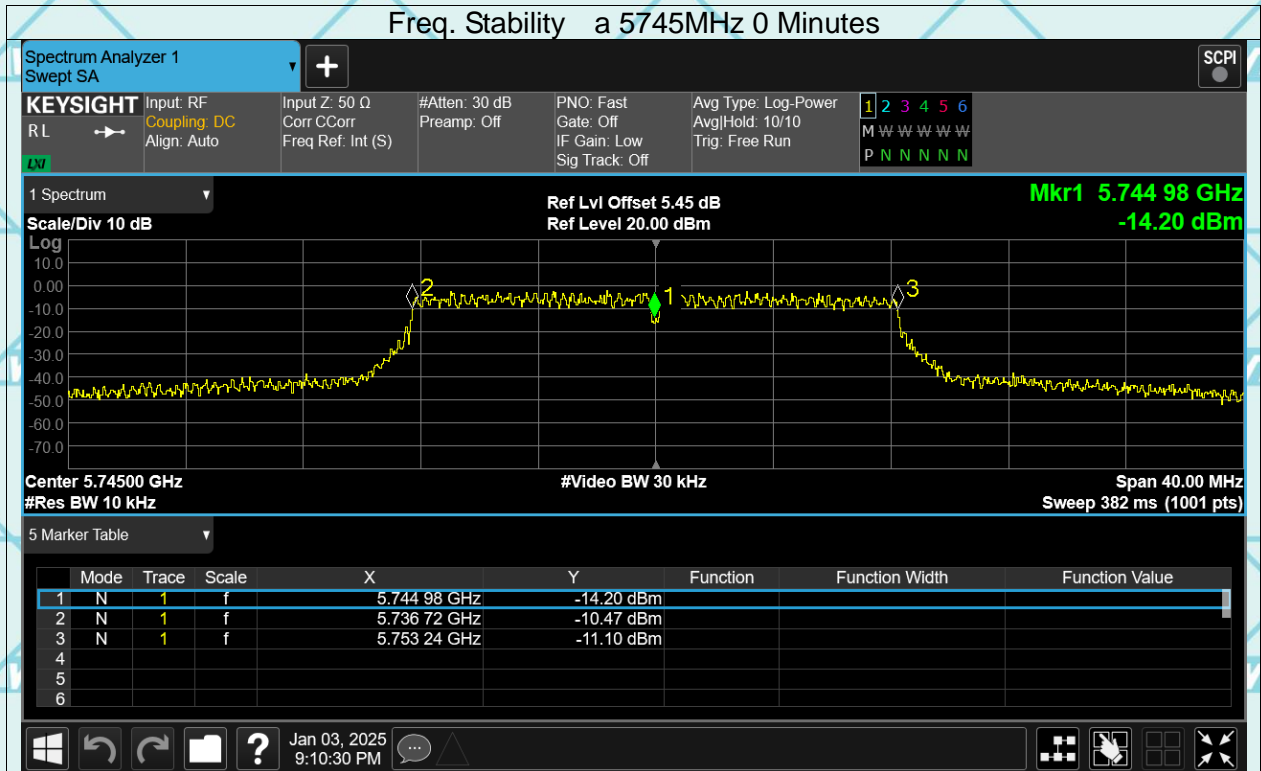 Freq. Stability a 5745MHz 0 Minutes
Spectrum Analyzer 1
Swept SA
+
SCPI
KEYSIGHT Input: RF Input Z: 50 Ω #Atten: 30 dB PNO: Fast Avg Type: Log-Power 1 2 3 4 5 6
R L Coupling: DC Corr CCorr Preamp: Off Gate: Off Avg|Hold: 10/10 M W W W W W
Align: Auto Freq Ref: Int (S) IF Gain: Low Trig: Free Run P N N N N N
LXI Sig Track: Off
1 Spectrum
Ref Lvl Offset 5.45 dB Mkr1 5.744 98 GHz
Scale/Div 10 dB Ref Level 20.00 dBm -14.20 dBm
Log
10.0
0.00
2 1 3
-10.0
-20.0
-30.0
-40.0
-50.0
-60.0
-70.0
Center 5.74500 GHz #Video BW 30 kHz Span 40.00 MHz
#Res BW 10 kHz Sweep 382 ms (1001 pts)
5 Marker Table
Mode Trace Scale X Y Function Function Width Function Value
1 N 1 f 5.744 98 GHz -14.20 dBm
2 N 1 f 5.736 72 GHz -10.47 dBm
3 N 1 f 5.753 24 GHz -11.10 dBm
4
5
6
? Jan 03, 2025
9:10:30 PM